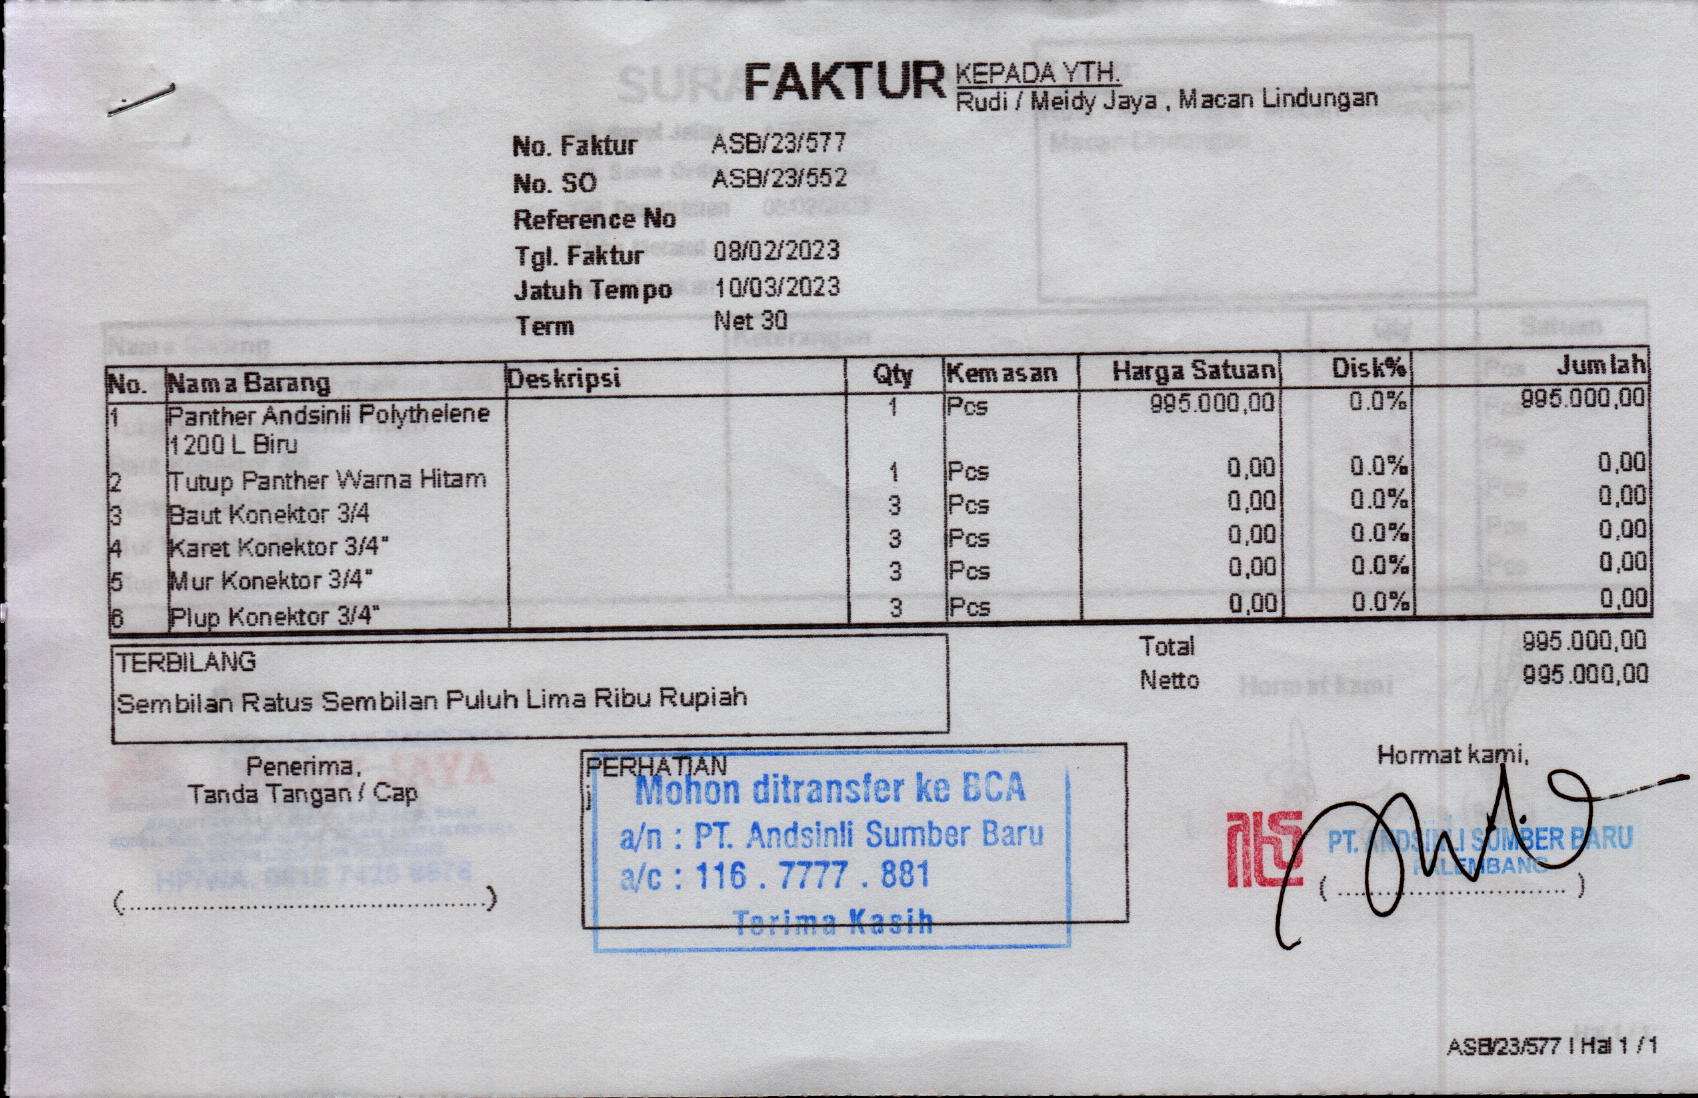 FAKTUR
KEPADA YTH.
Rudi / Meidy Jaya , Macan Lindungan
No. Faktur ASB/23/577
No. SO ASB/23/552
Reference No
Tgl. Faktur 08/02/2023
Jatuh Tempo 10/03/2023
Term Net 30
No. Nama Barang Deskripsi Qty Kemasan Harga Satuan Disk% Jumlah
1 Panther Andsinli Polythelene 1 Pcs 995.000,00 0.0% 995.000,00
1200 L Biru
2 Tutup Panther Warna Hitam 1 Pcs 0,00 0.0% 0,00
3 Baut Konektor 3/4 3 Pcs 0,00 0.0% 0,00
4 Karet Konektor 3/4" 3 Pcs 0,00 0.0% 0,00
5 Mur Konektor 3/4" 3 Pcs 0,00 0.0% 0,00
6 Plup Konektor 3/4" 3 Pcs 0,00 0.0% 0,00
Total 995.000,00
Netto 995.000,00
TERBILANG
Sembilan Ratus Sembilan Puluh Lima Ribu Rupiah
Penerima,
Tanda Tangan / Cap
(..............................................)
PERHATIAN
Mohon ditransfer ke BCA
a/n : PT. Andsinli Sumber Baru
a/c : 116 . 7777 . 881
Terima Kasih
Hormat kami,
PT. ANDSINLI SUMBER BARU
PALEMBANG
( ............................. )
ASB/23/577 | Hal 1 / 1